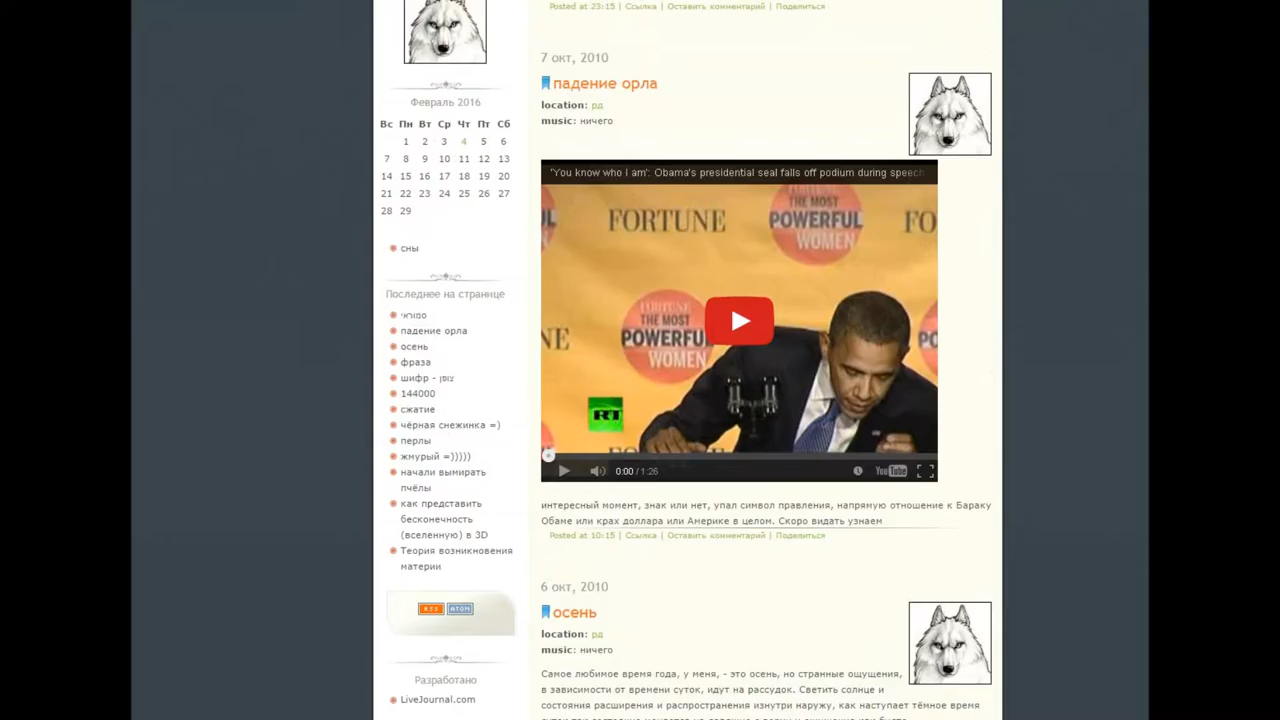 Posted at 23:15 | Ссылка | Оставить комментарий | Поделиться
Февраль 2016
Вс Пн Вт Ср Чт Пт Сб
1 2 3 4 5 6
7 8 9 10 11 12 13
14 15 16 17 18 19 20
21 22 23 24 25 26 27
28 29
сны
Последнее на странице
падение орла
осень
фраза
шифр - צופן
144000
сжатие
чёрная снежинка =)
перлы
жмурый =)))))
начали вымирать
пчёлы
как представить
бесконечность
(вселенную) в 3D
Теория возникновения
материи
RSS ATOM
Разработано
LiveJournal.com
7 окт, 2010
падение орла
location: рд
music: ничего
'You know who I am': Obama's presidential seal falls off podium during speech
FORTUNE
THE MOST
POWERFUL
WOMEN
FO
FORTUNE
THE MOST
POWERFUL
WOMEN
NE
RT
0:00 / 1:26
YouTube
интересный момент, знак или нет, упал символ правления, напрямую отношение к Бараку
Обаме или крах доллара или Америке в целом. Скоро видать узнаем
Posted at 10:15 | Ссылка | Оставить комментарий | Поделиться
6 окт, 2010
осень
location: рд
music: ничего
Самое любимое время года, у меня, - это осень, но странные ощущения,
в зависимости от времени суток, идут на рассудок. Светить солнце и
состояния расширения и распространения изнутри наружу, как наступает тёмное время